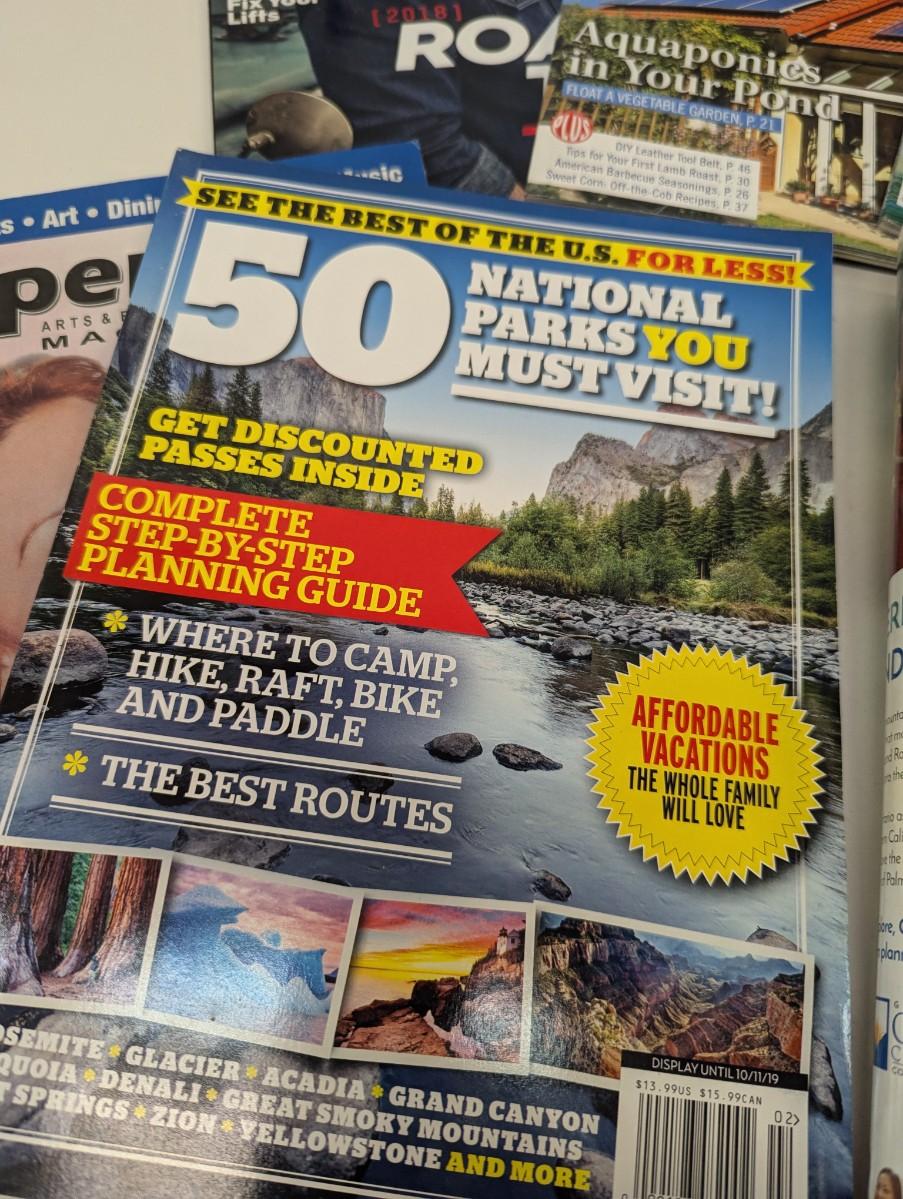 Fix Your
Lifts
[2018]
Aquaponics
in Your Pond
FLOAT A VEGETABLE GARDEN, P. 21
PLUS
DIY Leather Tool Belt, P. 46
Tips for Your First Lamb Roast, P. 30
American Barbecue Seasonings, P. 26
Sweet Corn: Off-the-Cob Recipes, P. 37
Music
• Art •
ARTS &
SEE THE BEST OF THE U.S. FOR LESS!
50
NATIONAL
PARKS YOU
MUST VISIT!
GET DISCOUNTED
PASSES INSIDE
COMPLETE
STEP-BY-STEP
PLANNING GUIDE
* WHERE TO CAMP,
HIKE, RAFT, BIKE
AND PADDLE
* THE BEST ROUTES
AFFORDABLE
VACATIONS
THE WHOLE FAMILY
WILL LOVE
OSEMITE * GLACIER * ACADIA * GRAND CANYON
QUOIA * DENALI * GREAT SMOKY MOUNTAINS
T SPRINGS * ZION * YELLOWSTONE AND MORE
DISPLAY UNTIL 10/11/19
$13.99US $15.99CAN
02>